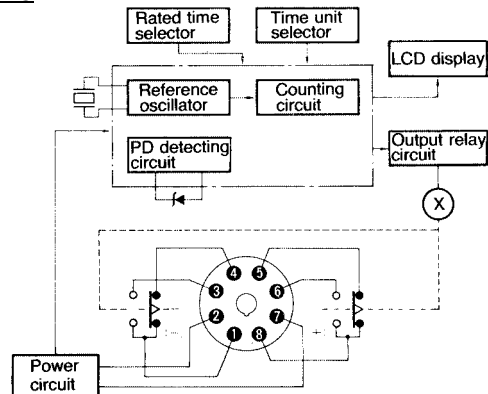 Rated time
selector
Time unit
selector
LCD display
Reference
oscillator
Counting
circuit
PD detecting
circuit
Output relay
circuit
X
4
5
3
6
2
7
1
8
Power
circuit